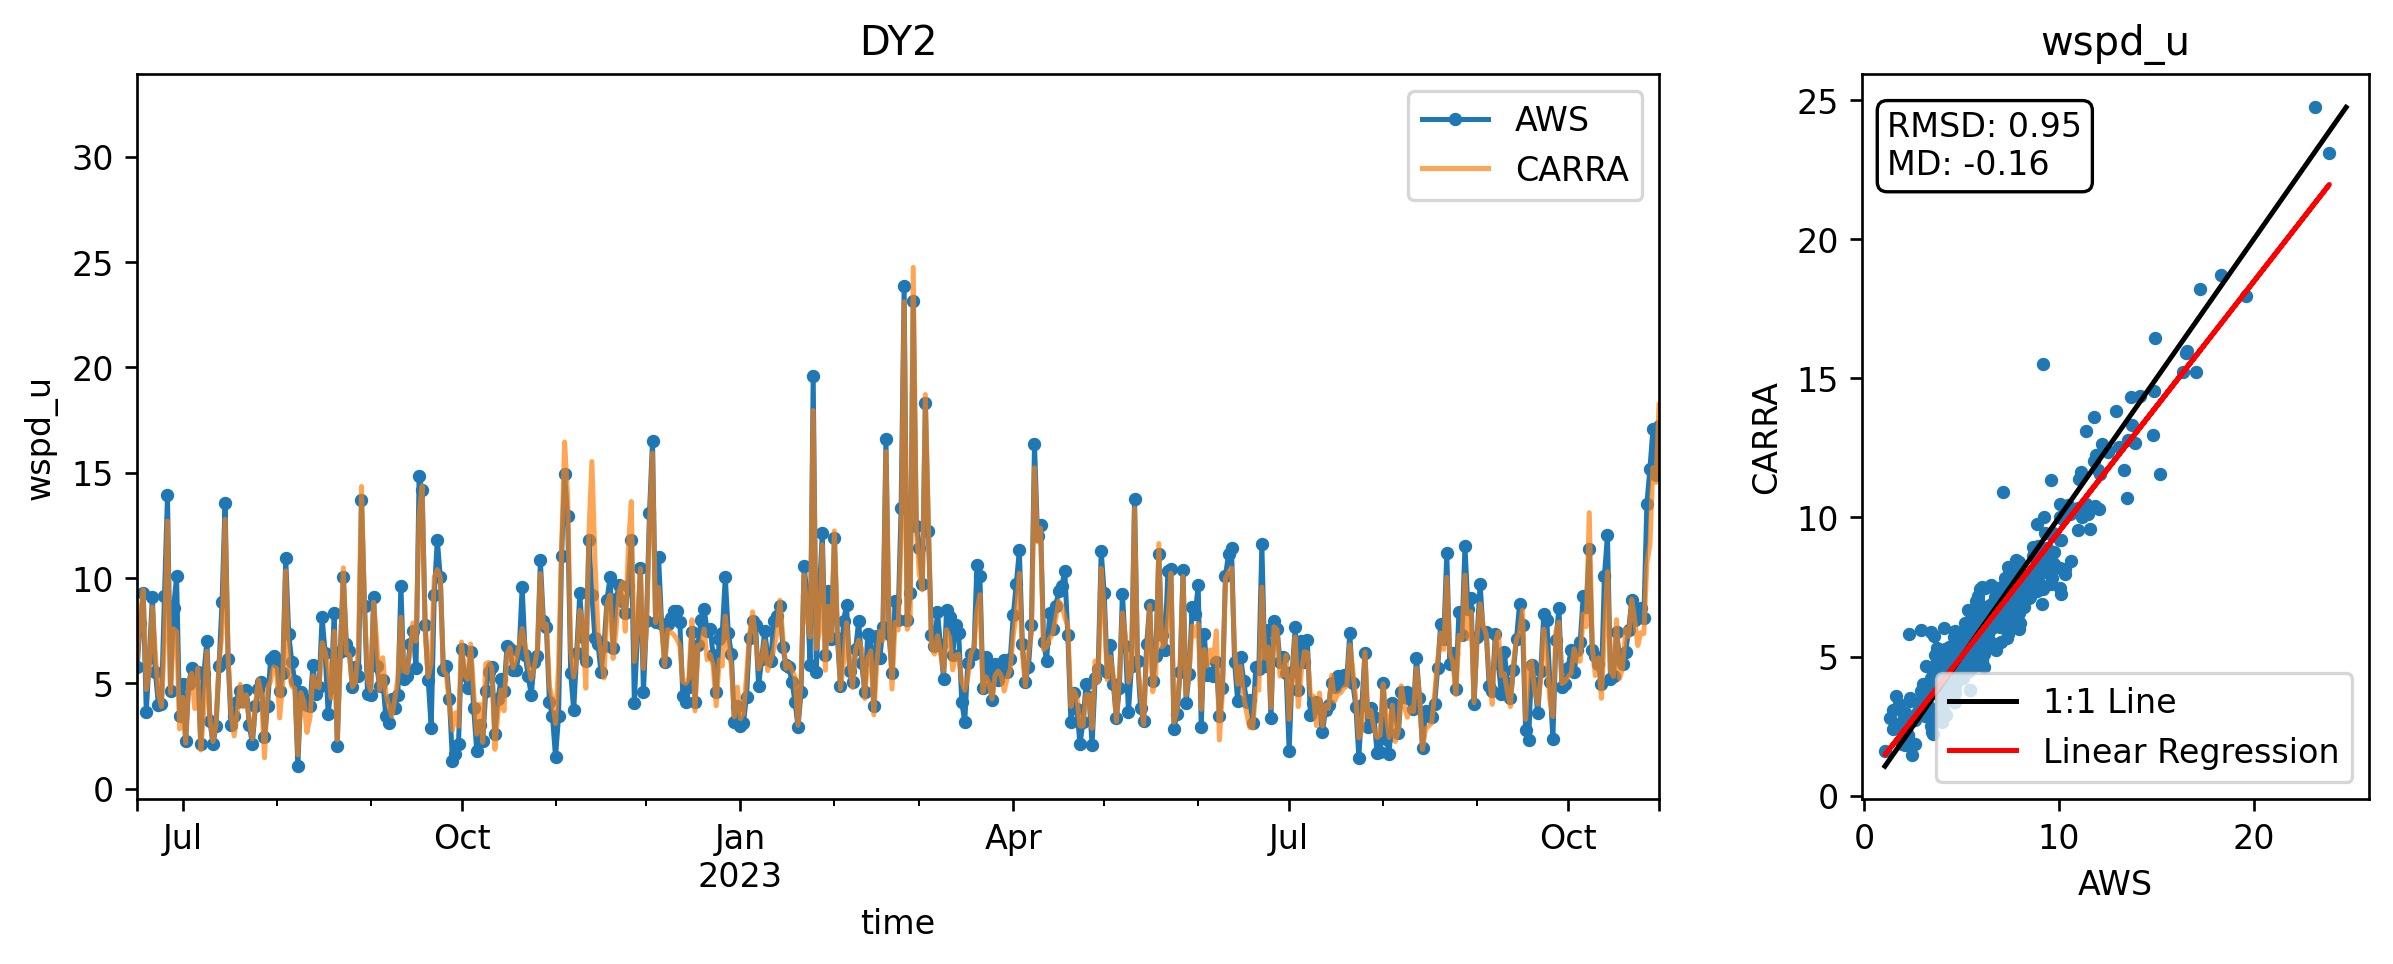 DY2
wspd_u
30
25
20
15
10
5
0
AWS
CARRA
Jul
Oct
Jan
2023
Apr
Jul
Oct
time
wspd_u
CARRA
25
20
15
10
5
0
RMSD: 0.95
MD: -0.16
1:1 Line
Linear Regression
0
10
20
AWS